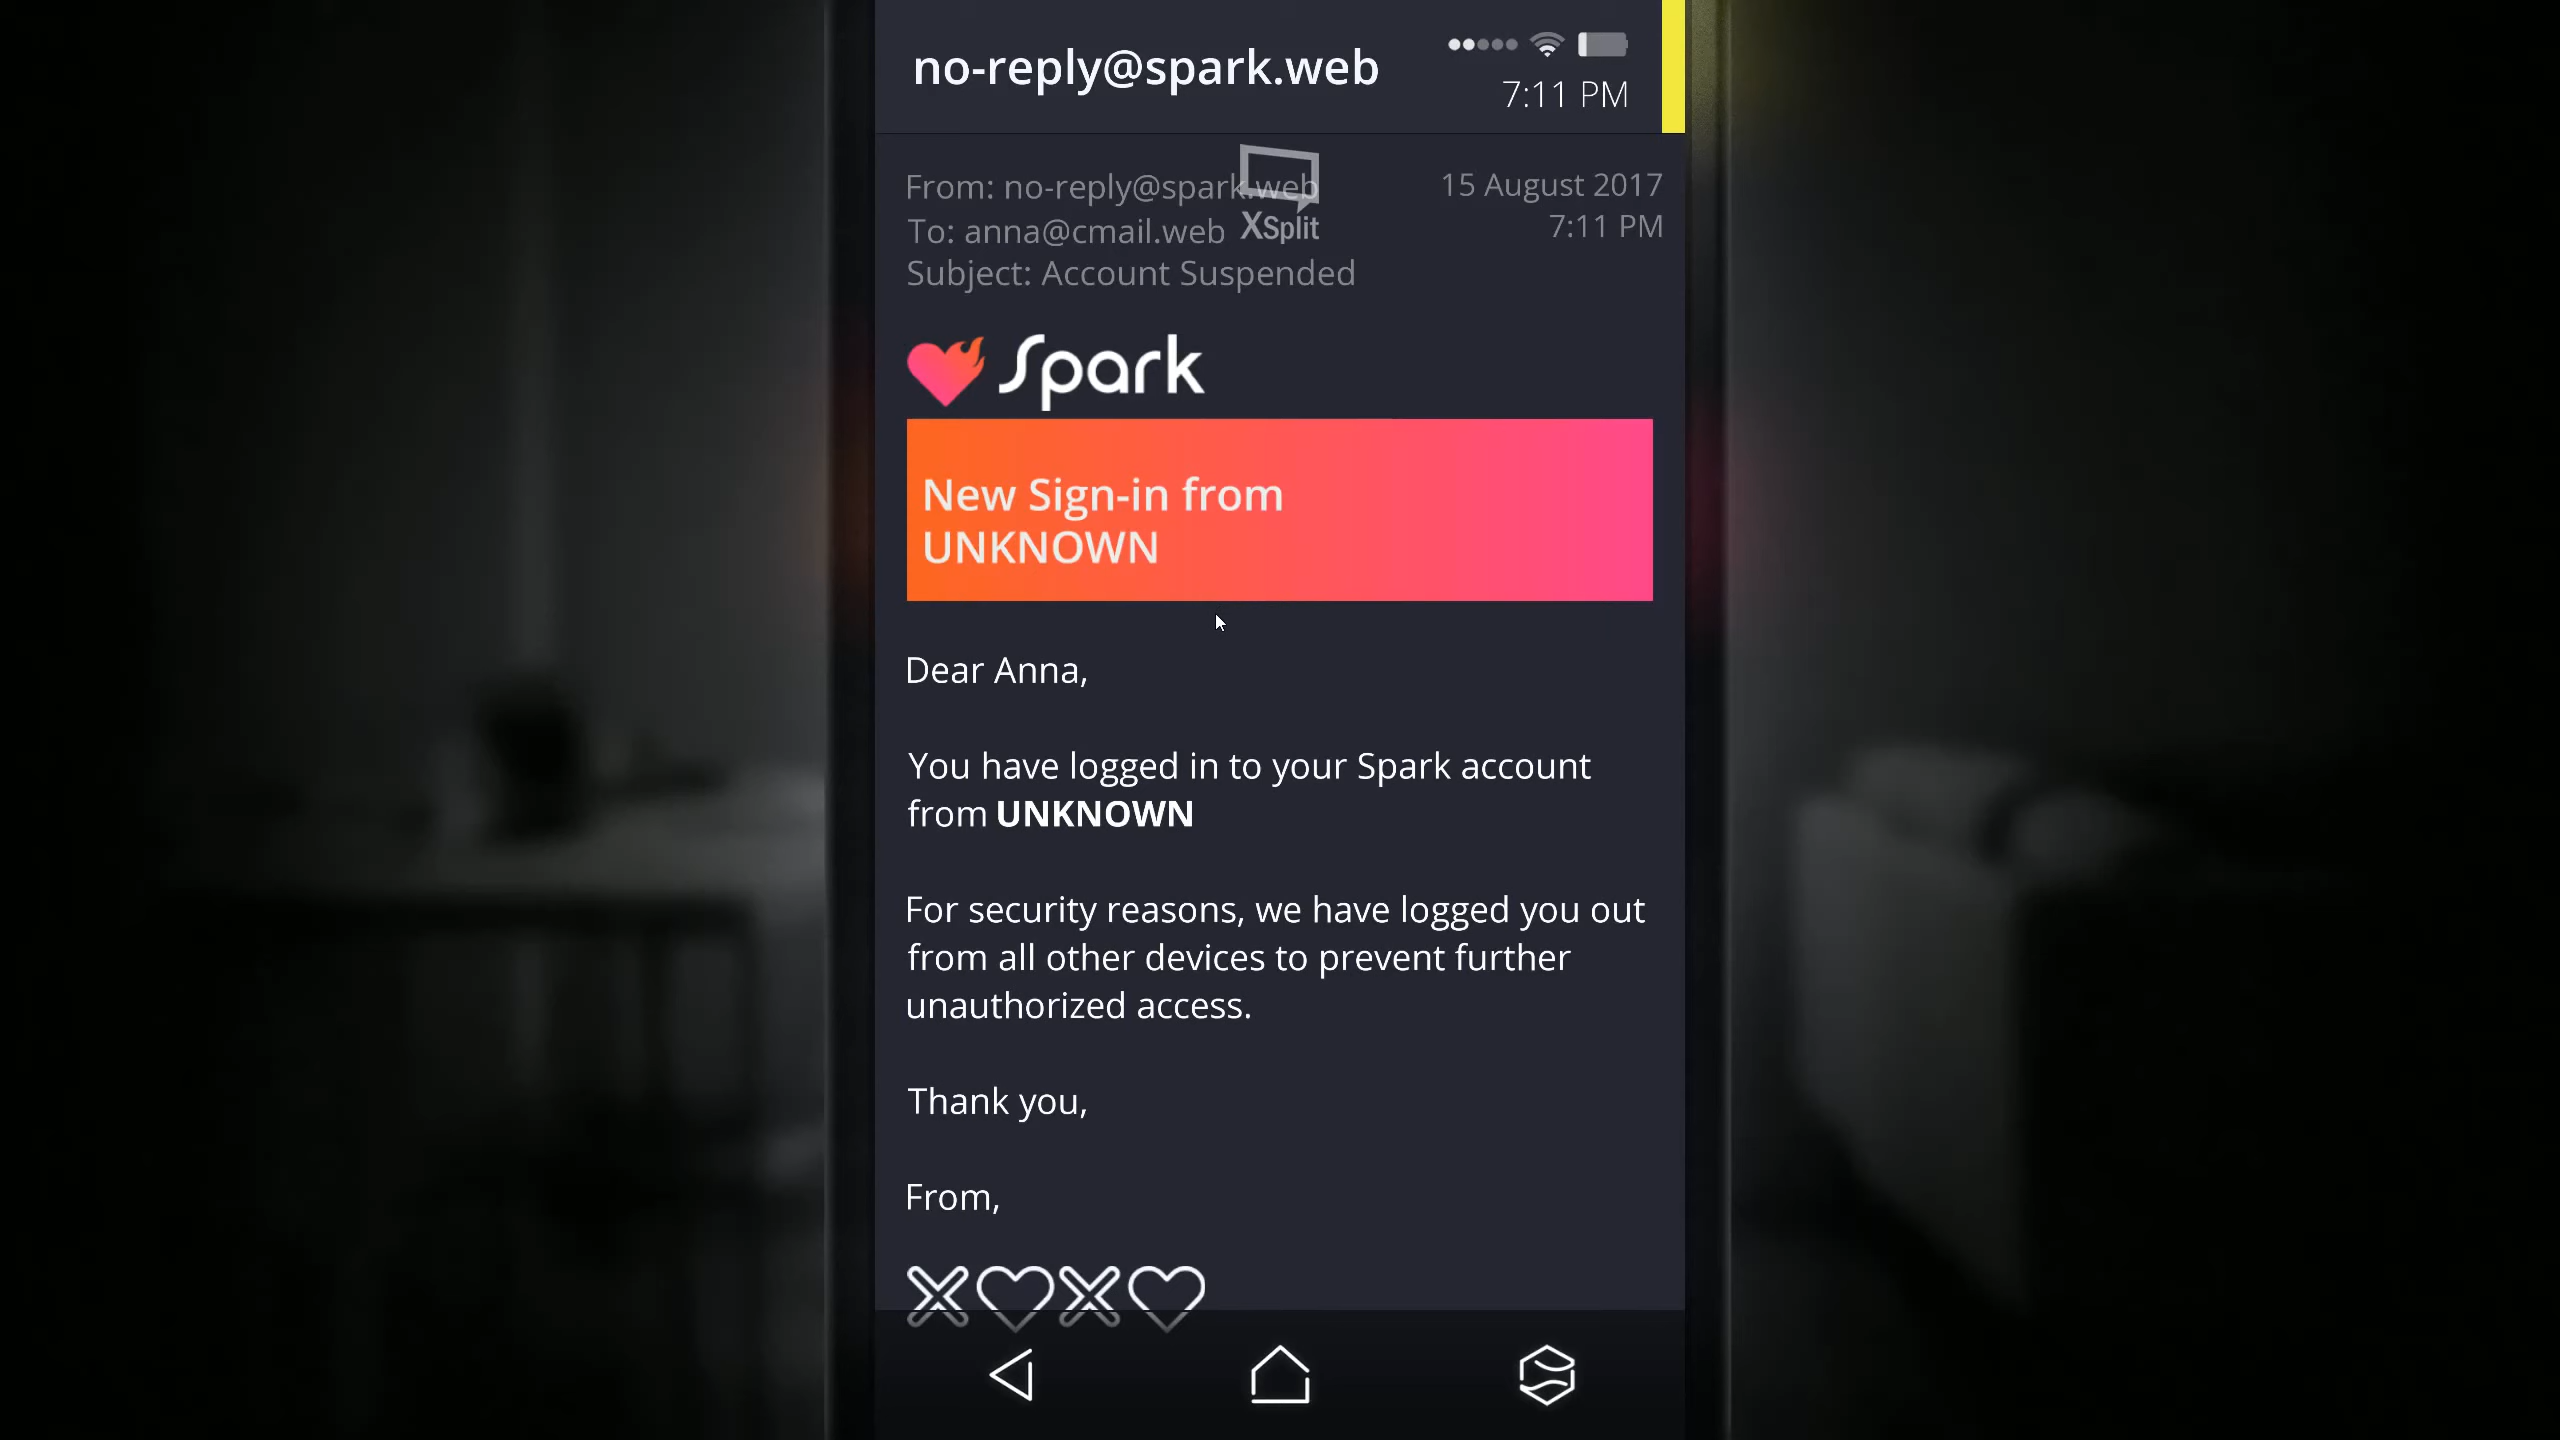 no-reply@spark.web
7:11 PM
From: no-reply@spark.web
15 August 2017
To: anna@cmail.web
7:11 PM
XSplit
Subject: Account Suspended
Spark
New Sign-in from
UNKNOWN
Dear Anna,
You have logged in to your Spark account
from UNKNOWN
For security reasons, we have logged you out
from all other devices to prevent further
unauthorized access.
Thank you,
From,